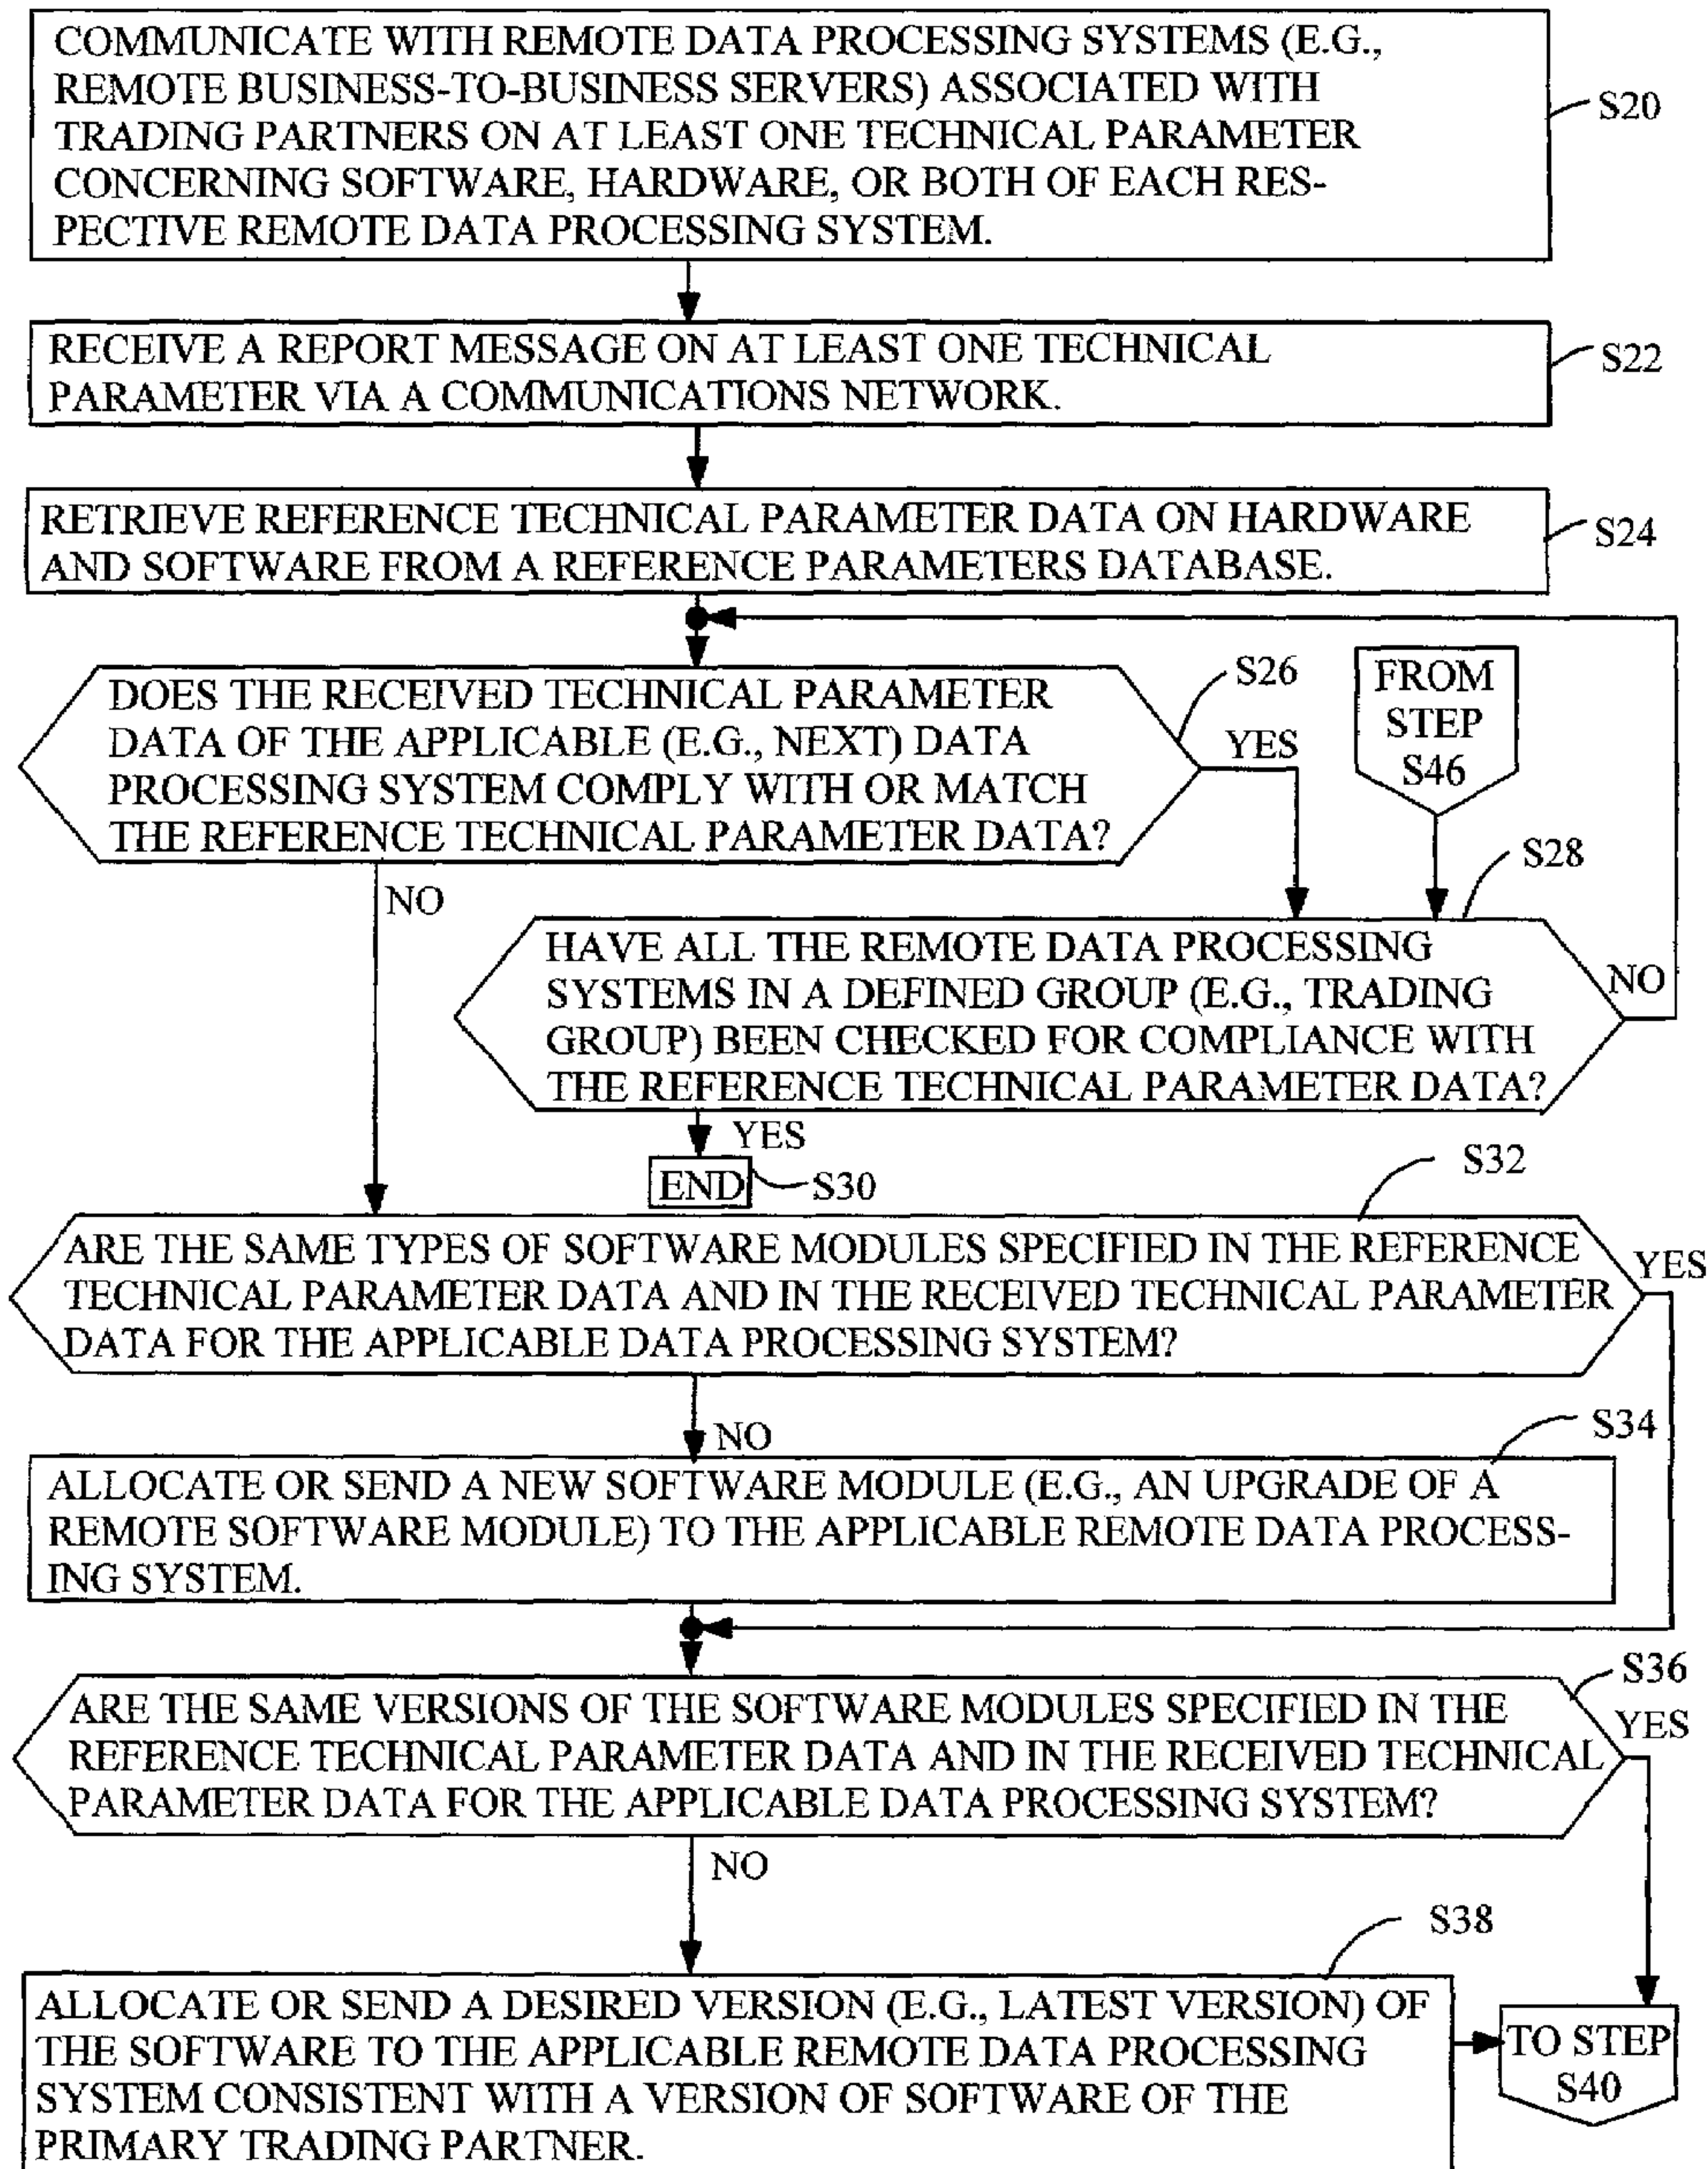 COMMUNICATE WITH REMOTE DATA PROCESSING SYSTEMS (E.G.,
REMOTE BUSINESS-TO-BUSINESS SERVERS) ASSOCIATED WITH
TRADING PARTNERS ON AT LEAST ONE TECHNICAL PARAMETER
CONCERNING SOFTWARE, HARDWARE, OR BOTH OF EACH RES-
PECTIVE REMOTE DATA PROCESSING SYSTEM.
S20
RECEIVE A REPORT MESSAGE ON AT LEAST ONE TECHNICAL
PARAMETER VIA A COMMUNICATIONS NETWORK.
S22
RETRIEVE REFERENCE TECHNICAL PARAMETER DATA ON HARDWARE
AND SOFTWARE FROM A REFERENCE PARAMETERS DATABASE.
S24
DOES THE RECEIVED TECHNICAL PARAMETER
DATA OF THE APPLICABLE (E.G., NEXT) DATA
PROCESSING SYSTEM COMPLY WITH OR MATCH
THE REFERENCE TECHNICAL PARAMETER DATA?
S26
YES
FROM
STEP
S46
NO
S28
HAVE ALL THE REMOTE DATA PROCESSING
SYSTEMS IN A DEFINED GROUP (E.G., TRADING
GROUP) BEEN CHECKED FOR COMPLIANCE WITH
THE REFERENCE TECHNICAL PARAMETER DATA?
NO
YES
END
S30
S32
ARE THE SAME TYPES OF SOFTWARE MODULES SPECIFIED IN THE REFERENCE
TECHNICAL PARAMETER DATA AND IN THE RECEIVED TECHNICAL PARAMETER
DATA FOR THE APPLICABLE DATA PROCESSING SYSTEM?
YES
NO
S34
ALLOCATE OR SEND A NEW SOFTWARE MODULE (E.G., AN UPGRADE OF A
REMOTE SOFTWARE MODULE) TO THE APPLICABLE REMOTE DATA PROCESS-
ING SYSTEM.
S36
ARE THE SAME VERSIONS OF THE SOFTWARE MODULES SPECIFIED IN THE
REFERENCE TECHNICAL PARAMETER DATA AND IN THE RECEIVED TECHNICAL
PARAMETER DATA FOR THE APPLICABLE DATA PROCESSING SYSTEM?
YES
NO
S38
ALLOCATE OR SEND A DESIRED VERSION (E.G., LATEST VERSION) OF
THE SOFTWARE TO THE APPLICABLE REMOTE DATA PROCESSING
SYSTEM CONSISTENT WITH A VERSION OF SOFTWARE OF THE
PRIMARY TRADING PARTNER.
TO STEP
S40